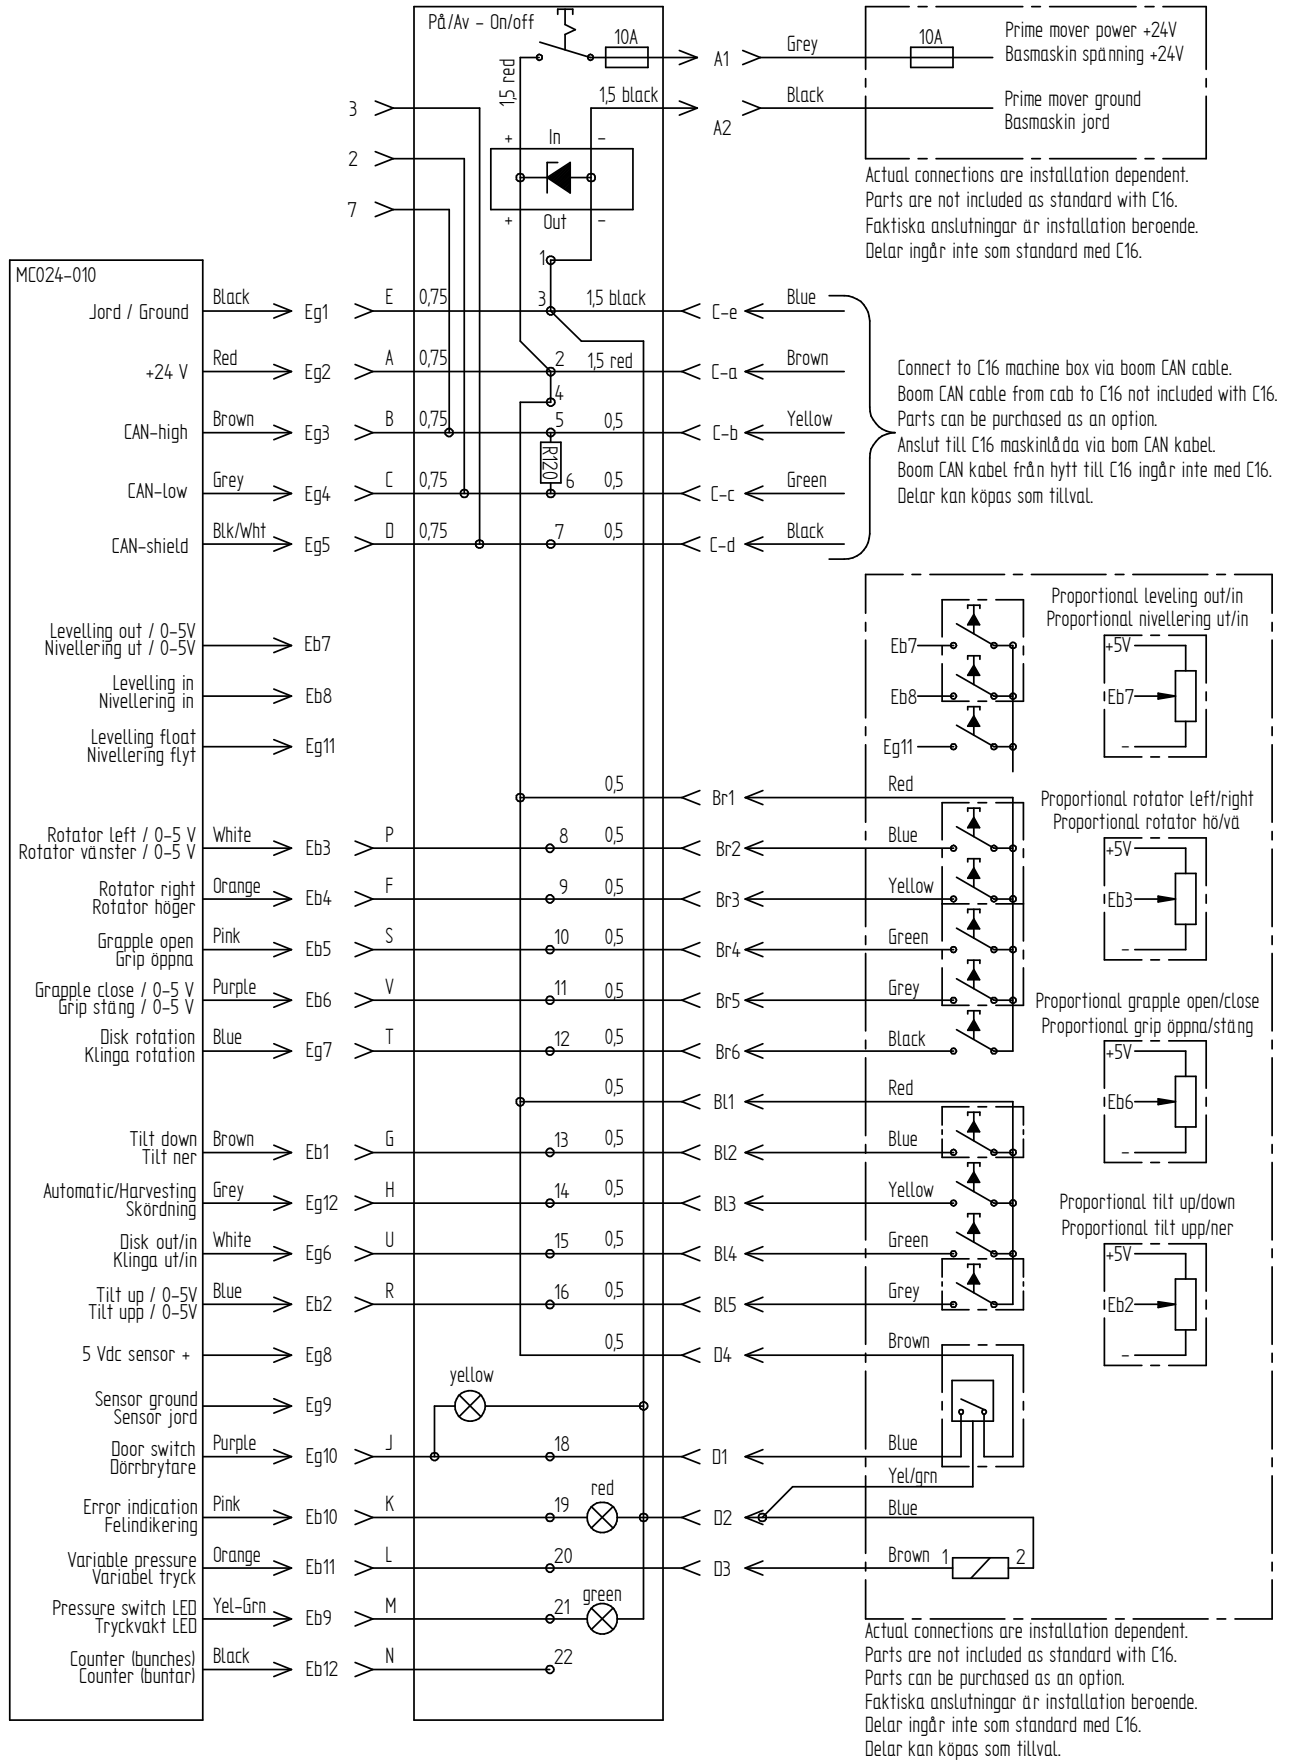 På/Av - On/off
10A
A1
Grey
10A
Prime mover power +24V
Basmaskin spänning +24V
1,5 red
1,5 black
A2
Black
Prime mover ground
Basmaskin jord
3
2
7
+
In
-
+
Out
-
Actual connections are installation dependent.
Parts are not included as standard with C16.
Faktiska anslutningar är installation beroende.
Delar ingår inte som standard med C16.
MC024-010
1
Jord / Ground
Black
Eg1
E
0,75
3
1,5 black
C-e
Blue
+24 V
Red
Eg2
A
0,75
2
1,5 red
C-a
Brown
4
CAN-high
Brown
Eg3
B
0,75
5
0,5
C-b
Yellow
R120
CAN-low
Grey
Eg4
C
0,75
6
0,5
C-c
Green
CAN-shield
Blk/Wht
Eg5
D
0,75
7
0,5
C-d
Black
Connect to C16 machine box via boom CAN cable.
Boom CAN cable from cab to C16 not included with C16.
Parts can be purchased as an option.
Anslut till C16 maskinlåda via bom CAN kabel.
Boom CAN kabel från hytt till C16 ingår inte med C16.
Delar kan köpas som tillval.
Levelling out / 0-5V
Nivellering ut / 0-5V
Eb7
Levelling in
Nivellering in
Eb8
Levelling float
Nivellering flyt
Eg11
Eb7
Eb8
Eg11
Proportional leveling out/in
Proportional nivellering ut/in
+5V
Eb7
-
0,5
Br1
Red
Rotator left / 0-5 V
Rotator vänster / 0-5 V
White
Eb3
P
8
0,5
Br2
Blue
Rotator right
Rotator höger
Orange
Eb4
F
9
0,5
Br3
Yellow
Grapple open
Grip öppna
Pink
Eb5
S
10
0,5
Br4
Green
Grapple close / 0-5 V
Grip stäng / 0-5 V
Purple
Eb6
V
11
0,5
Br5
Grey
Disk rotation
Klinga rotation
Blue
Eg7
T
12
0,5
Br6
Black
Proportional rotator left/right
Proportional rotator hö/vä
+5V
Eb3
-
Proportional grapple open/close
Proportional grip öppna/stäng
+5V
Eb6
-
0,5
Bl1
Red
Tilt down
Tilt ner
Brown
Eb1
G
13
0,5
Bl2
Blue
Automatic/Harvesting
Skördning
Grey
Eg12
H
14
0,5
Bl3
Yellow
Disk out/in
Klinga ut/in
White
Eg6
U
15
0,5
Bl4
Green
Tilt up / 0-5V
Tilt upp / 0-5V
Blue
Eb2
R
16
0,5
Bl5
Grey
Proportional tilt up/down
Proportional tilt upp/ner
+5V
Eb2
-
5 Vdc sensor +
Eg8
0,5
D4
Brown
Sensor ground
Sensor jord
Eg9
yellow
Door switch
Dörrbrytare
Purple
Eg10
J
18
D1
Blue
Yel/grn
Error indication
Felindikering
Pink
Eb10
K
19
red
D2
Blue
Variable pressure
Variabel tryck
Orange
Eb11
L
20
D3
Brown
1
2
Pressure switch LED
Tryckvakt LED
Yel-Grn
Eb9
M
21
green
Counter (bunches)
Counter (buntar)
Black
Eb12
N
22
Actual connections are installation dependent.
Parts are not included as standard with C16.
Parts can be purchased as an option.
Faktiska anslutningar är installation beroende.
Delar ingår inte som standard med C16.
Delar kan köpas som tillval.